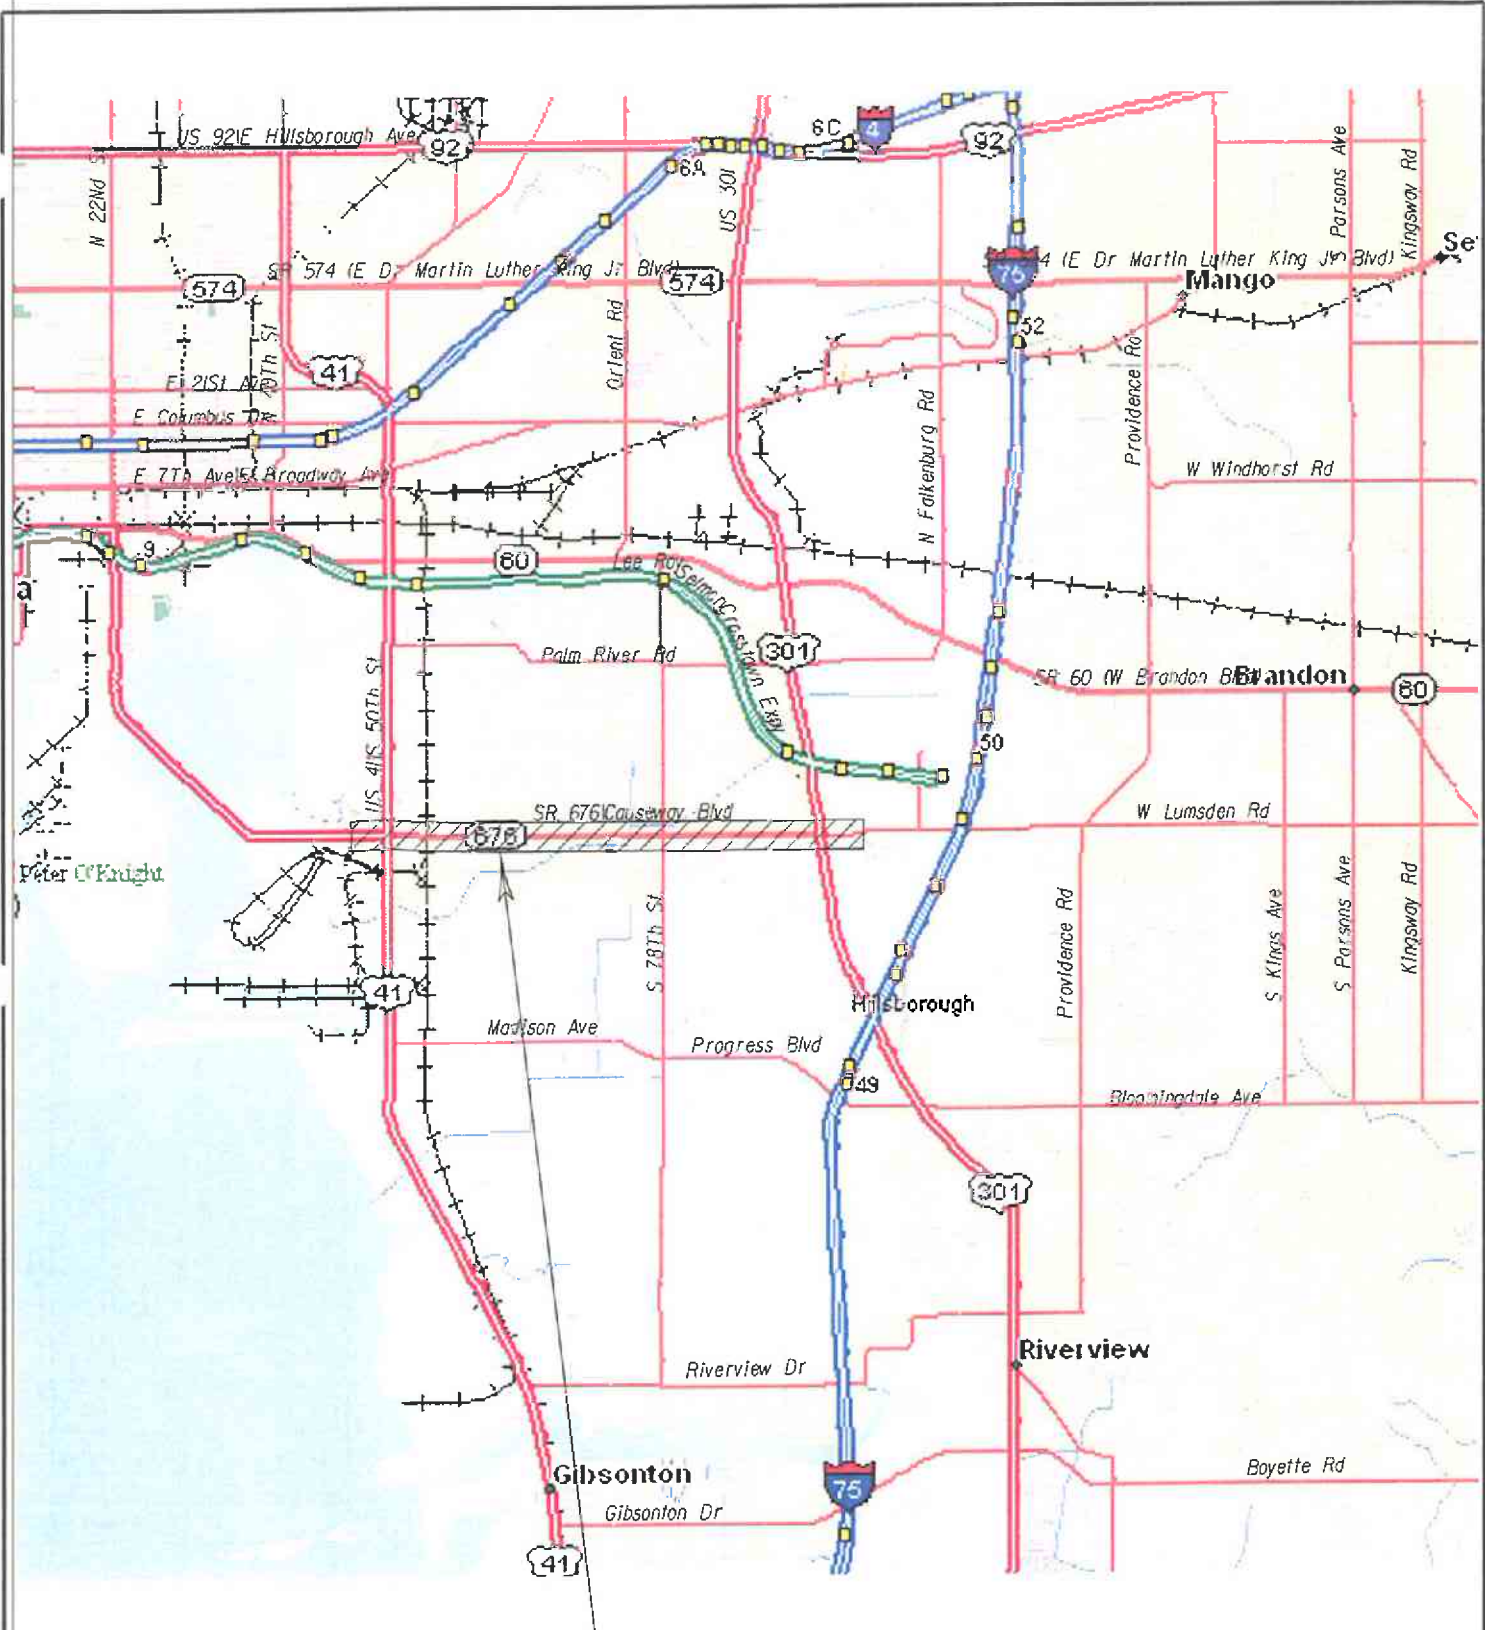 US 92\E Hillsborough Ave
92
6C
4
92
6A
N 22Nd St
US 301
S Parsons Ave
Kingsway Rd
SR 574 (E Dr Martin Luther King Jr Blvd)
574
574
75
4 (E Dr Martin Luther King Jr Blvd)
Se
Mango
52
Orient Rd
41
E 21St Ave
E Columbus Dr
N Falkenburg Rd
Providence Rd
E 7Th Ave\E Broadway Ave
W Windhorst Rd
9
60
Lee Roy Selmon Crosstown Expy
a
Palm River Rd
301
SR 60 (W Brandon Blvd)
Brandon
60
US 41\S 50Th St
50
SR 676\Causeway Blvd
676
W Lumsden Rd
Peter O'Knight
S 78Th St
Providence Rd
S Kings Ave
S Parsons Ave
Kingsway Rd
41
Hillsborough
Madison Ave
Progress Blvd
49
Bloomingdale Ave
301
Riverview
Riverview Dr
Gibsonton
75
Boyette Rd
Gibsonton Dr
41